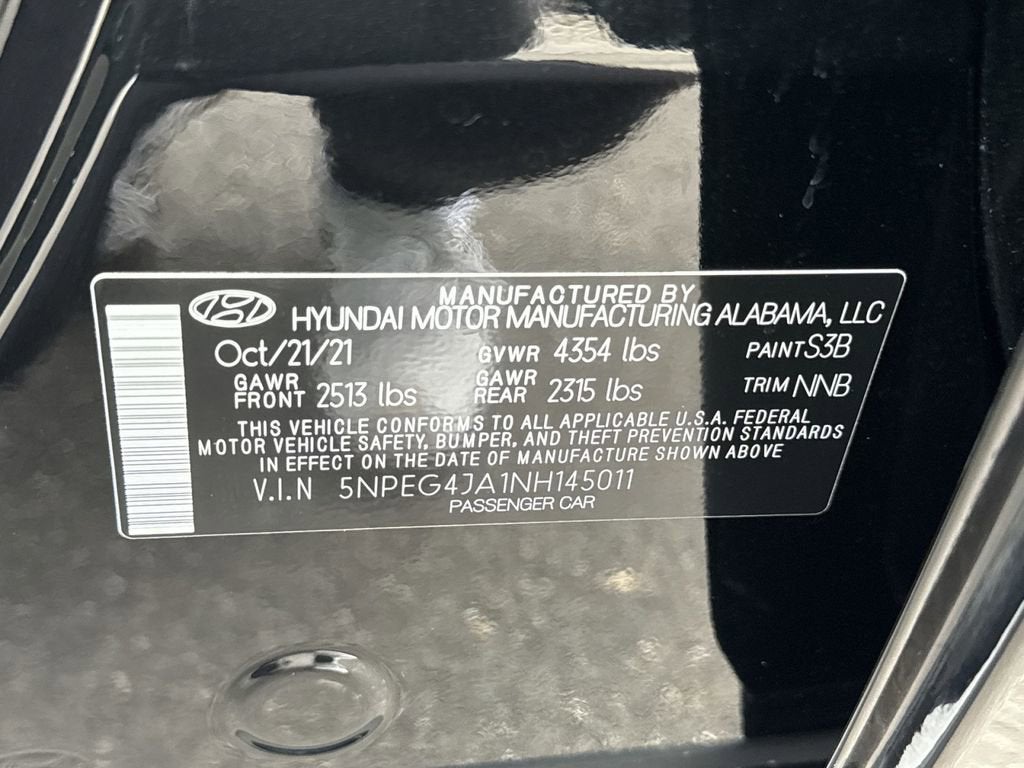 MANUFACTURED BY
HYUNDAI MOTOR MANUFACTURING ALABAMA, LLC
Oct/21/21 GVWR 4354 lbs PAINT S3B
GAWR FRONT 2513 lbs GAWR REAR 2315 lbs TRIM NNB
THIS VEHICLE CONFORMS TO ALL APPLICABLE U.S.A. FEDERAL
MOTOR VEHICLE SAFETY, BUMPER, AND THEFT PREVENTION STANDARDS
IN EFFECT ON THE DATE OF MANUFACTURE SHOWN ABOVE
V.I.N 5NPEG4JA1NH145011
PASSENGER CAR